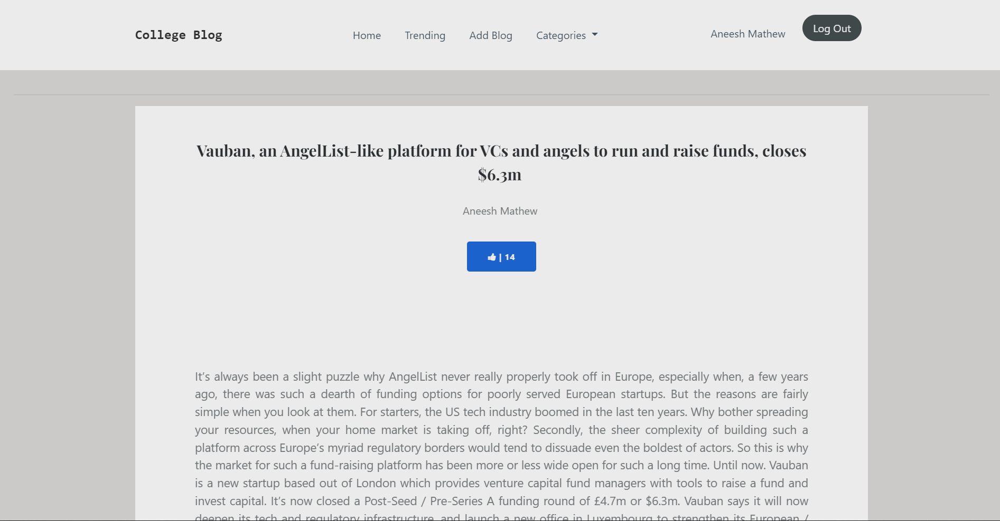 College Blog
Home
Trending
Add Blog
Categories
Aneesh Mathew
Log Out
Vauban, an AngelList-like platform for VCs and angels to run and raise funds, closes
$6.3m
Aneesh Mathew
| 14
It’s always been a slight puzzle why AngelList never really properly took off in Europe, especially when, a few years
ago, there was such a dearth of funding options for poorly served European startups. But the reasons are fairly
simple when you look at them. For starters, the US tech industry boomed in the last ten years. Why bother spreading
your resources, when your home market is taking off, right? Secondly, the sheer complexity of building such a
platform across Europe’s myriad regulatory borders would tend to dissuade even the boldest of actors. So this is why
the market for such a fund-raising platform has been more or less wide open for such a long time. Until now. Vauban
is a new startup based out of London which provides venture capital fund managers with tools to raise a fund and
invest capital. It’s now closed a Post-Seed / Pre-Series A funding round of £4.7m or $6.3m. Vauban says it will now
deepen its tech and regulatory infrastructure, and launch a new office in Luxembourg to strengthen its European /